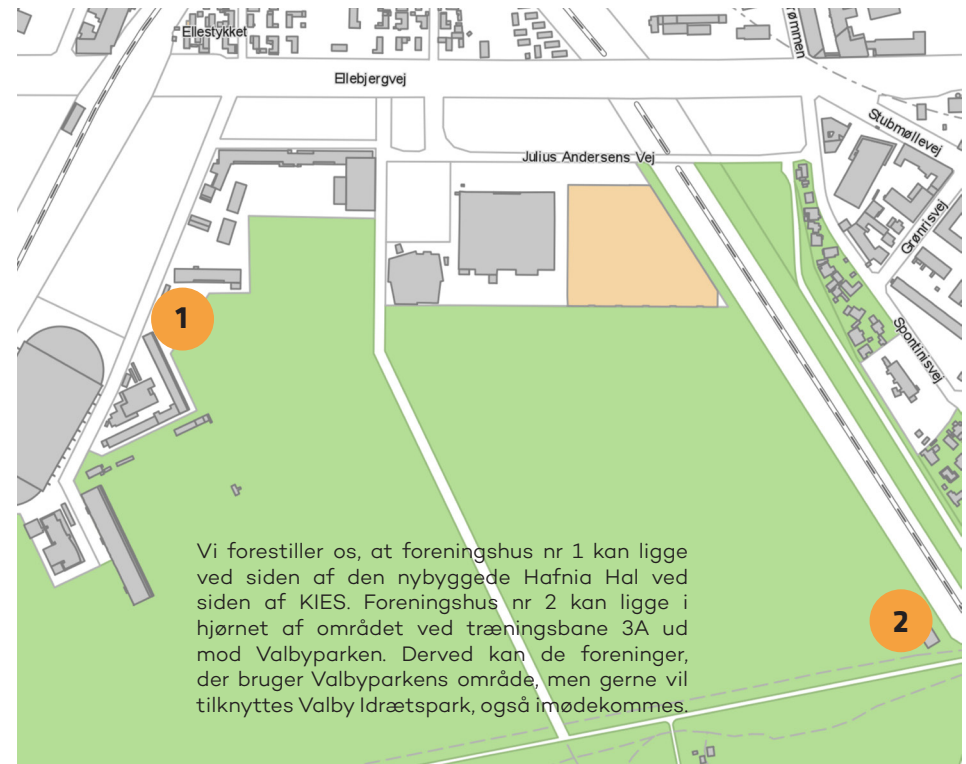 Ellestykket
ømmen
Ellebjergvej
Stubmøllevej
Julius Andersens Vej
Grønrisvej
1
Spontinisvej
Vi forestiller os, at foreningshus nr 1 kan ligge
ved siden af den nybyggede Hafnia Hal ved
siden af KIES. Foreningshus nr 2 kan ligge i
hjørnet af området ved træningsbane 3A ud
mod Valbyparken. Derved kan de foreninger,
der bruger Valbyparkens område, men gerne vil
tilknyttes Valby Idrætspark, også imødekommes.
2